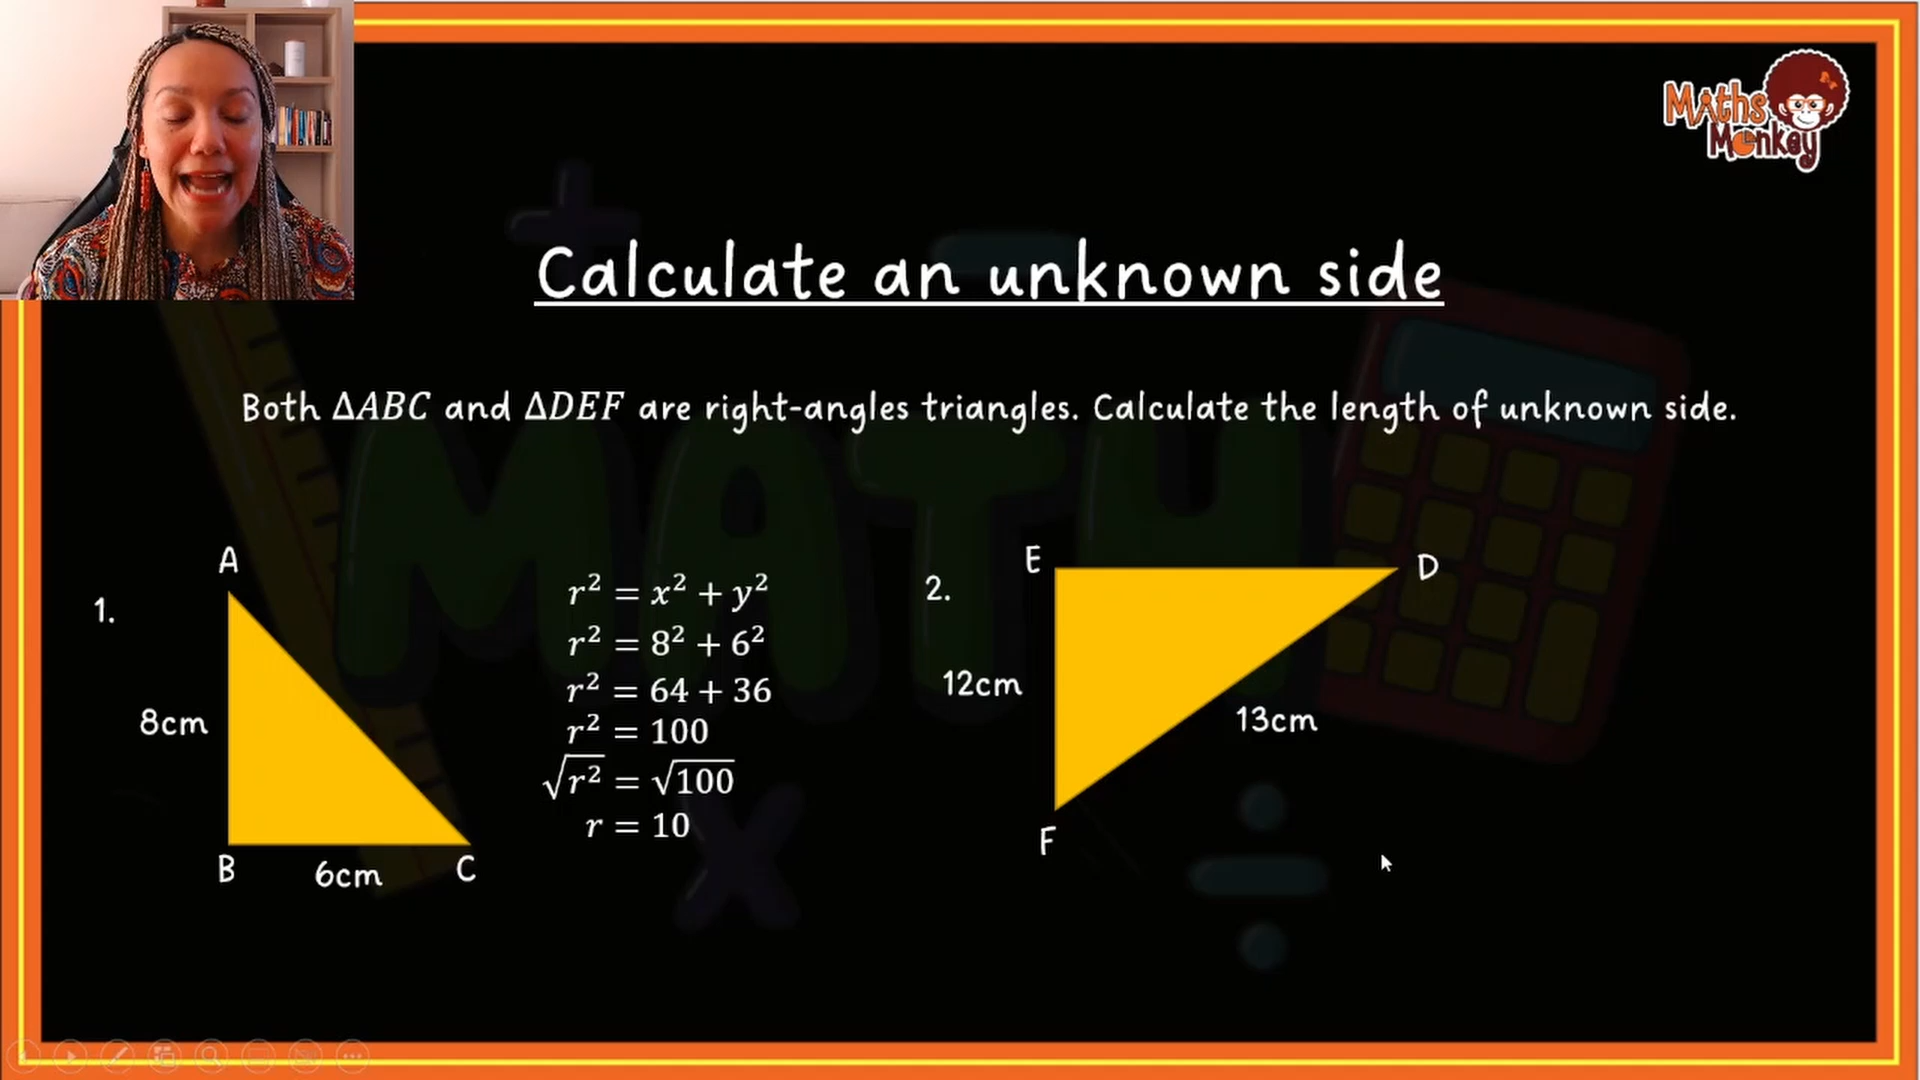 Maths
Monkey
Calculate an unknown side
Both ΔABC and ΔDEF are right-angles triangles. Calculate the length of unknown side.
1.
A
8cm
B
6cm
C
r² = x² + y²
r² = 8² + 6²
r² = 64 + 36
r² = 100
√r² = √100
r = 10
2.
E
D
12cm
13cm
F
MATH